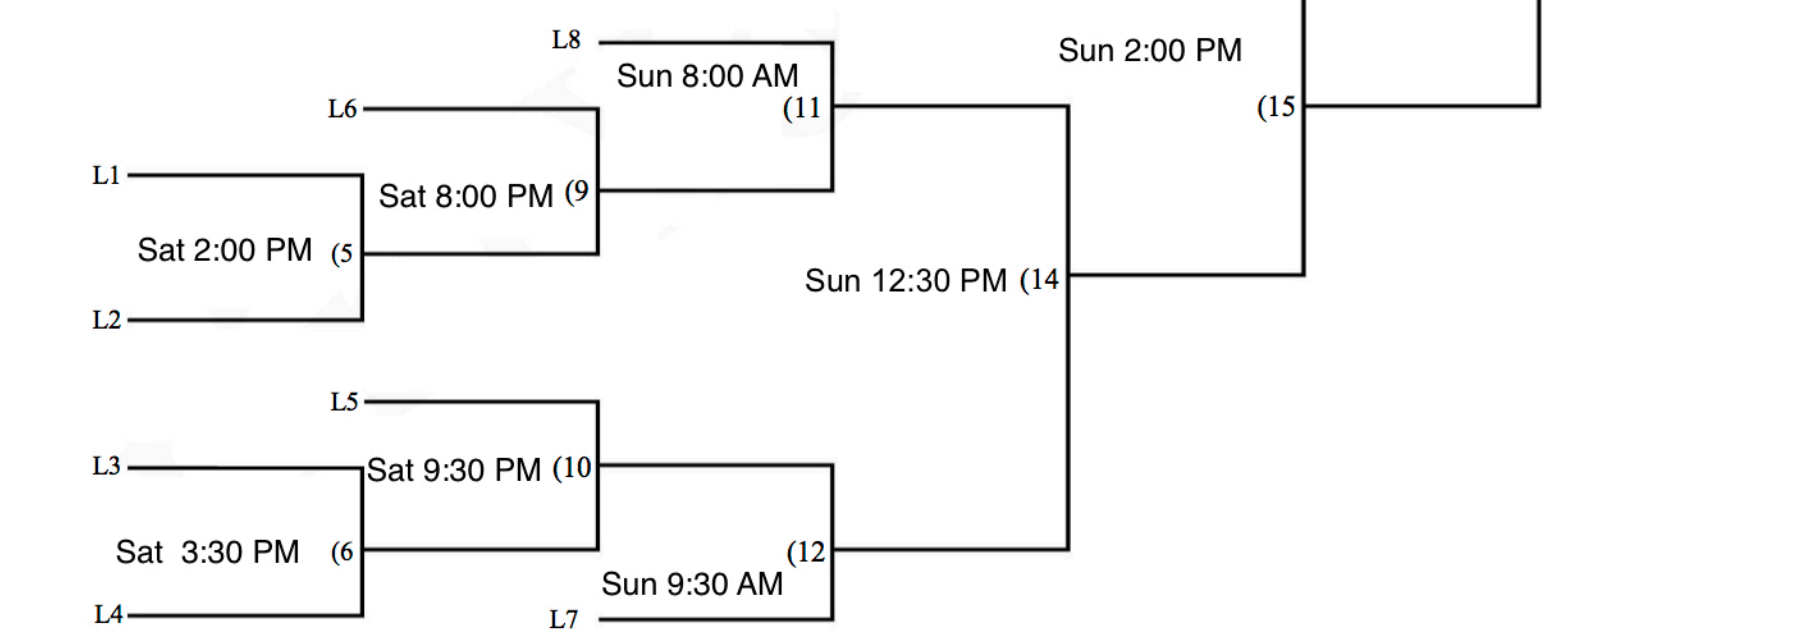 L8
Sun 2:00 PM
Sun 8:00 AM
L6
(11
(15
L1
Sat 8:00 PM (9
Sat 2:00 PM (5
Sun 12:30 PM (14
L2
L5
L3
Sat 9:30 PM (10
Sat 3:30 PM (6
(12
Sun 9:30 AM
L4
L7